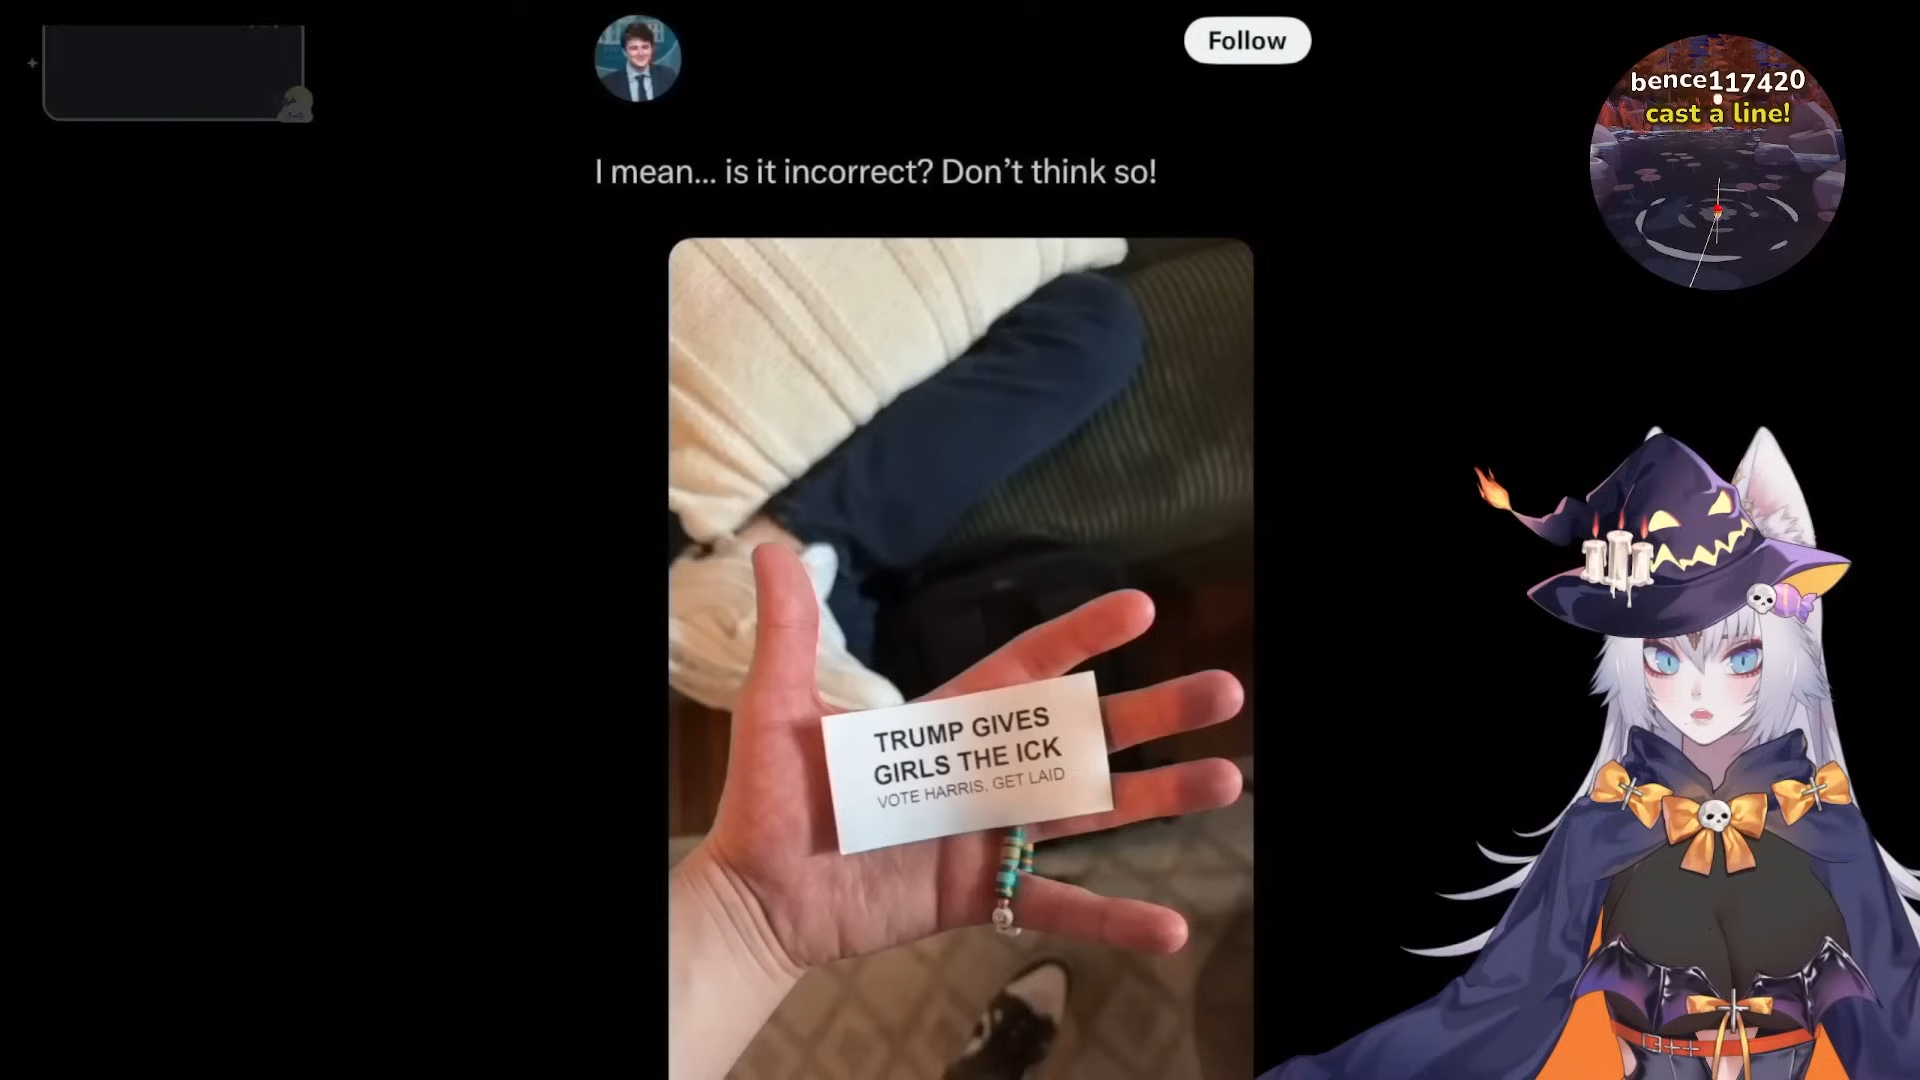 Follow
bence117420
cast a line!
I mean... is it incorrect? Don’t think so!
TRUMP GIVES
GIRLS THE ICK
VOTE HARRIS, GET LAID